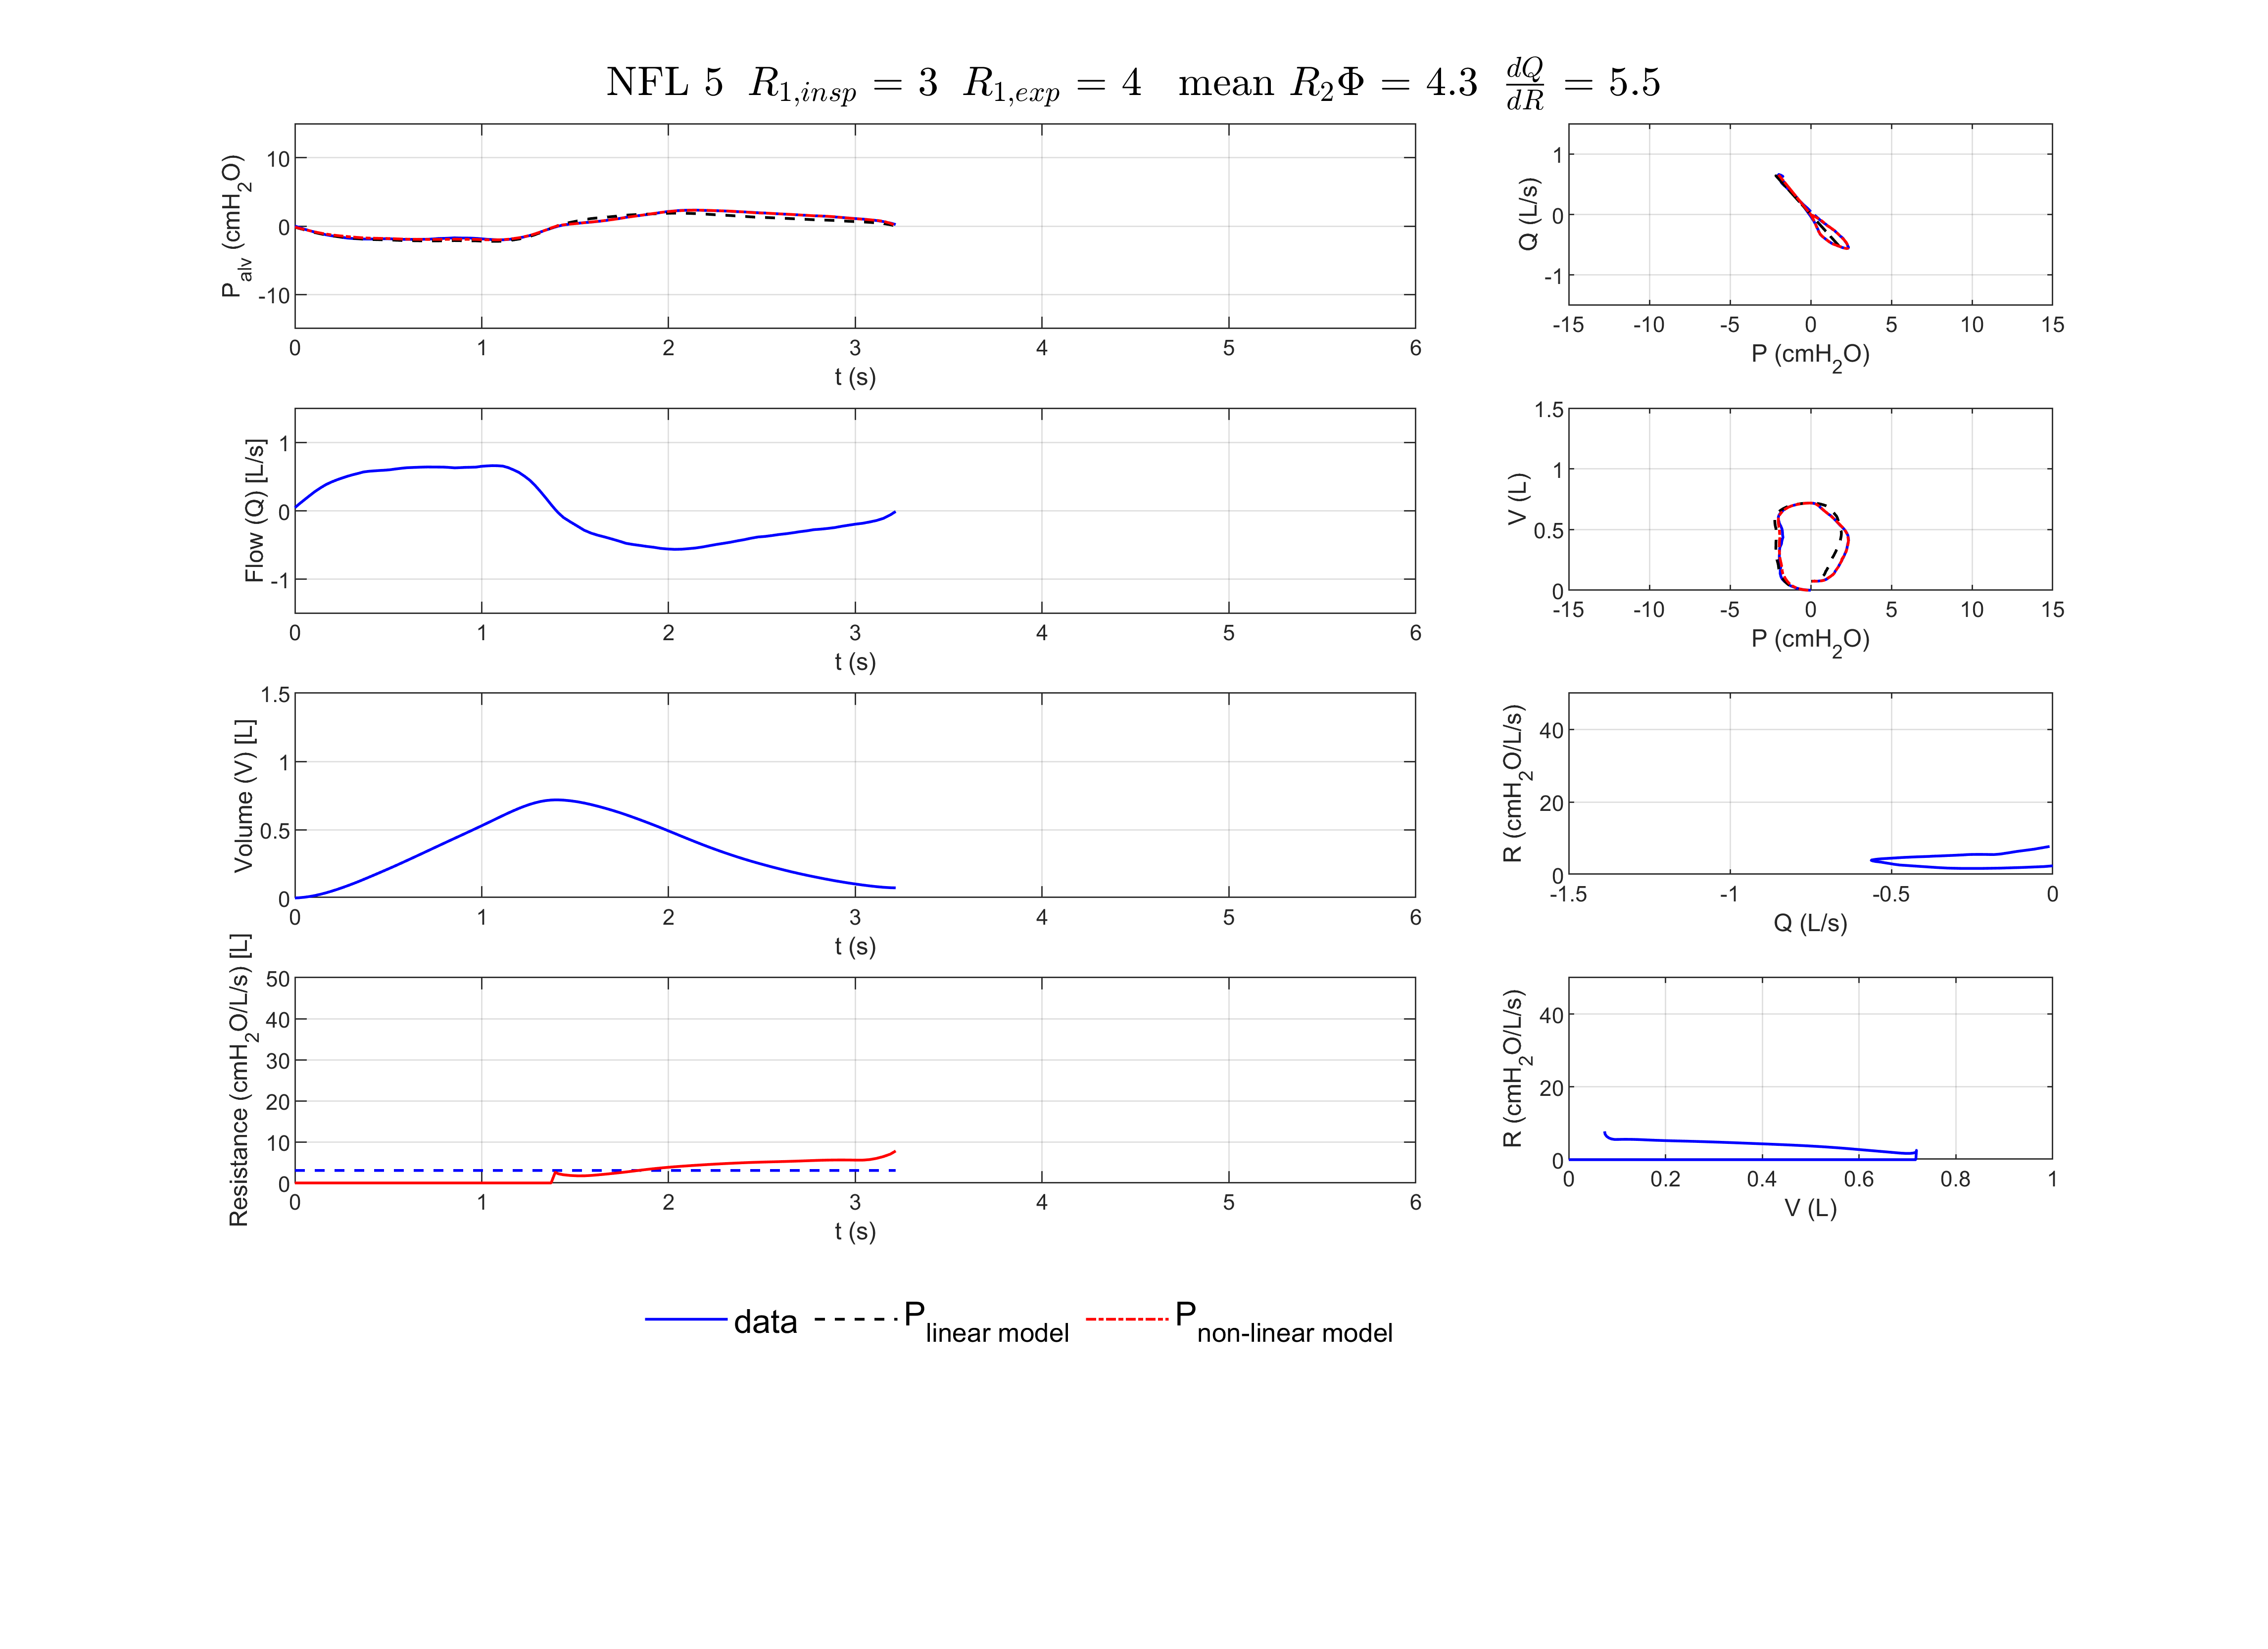 NFL 5 R1,insp = 3 R1,exp = 4 mean R2Φ = 4.3 dQ/dR = 5.5
Palv (cmH2O)
10
0
-10
0 1 2 3 4 5 6
t (s)
Q (L/s)
1
0
-1
-15 -10 -5 0 5 10 15
P (cmH2O)
Flow (Q) [L/s]
1
0
-1
0 1 2 3 4 5 6
t (s)
V (L)
1.5
1
0.5
0
-15 -10 -5 0 5 10 15
P (cmH2O)
Volume (V) [L]
1.5
1
0.5
0
0 1 2 3 4 5 6
t (s)
R (cmH2O/L/s)
40
20
0
-1.5 -1 -0.5 0
Q (L/s)
Resistance (cmH2O/L/s) [L]
50
40
30
20
10
0
0 1 2 3 4 5 6
t (s)
R (cmH2O/L/s)
40
20
0
0 0.2 0.4 0.6 0.8 1
V (L)
data Plinear model Pnon-linear model